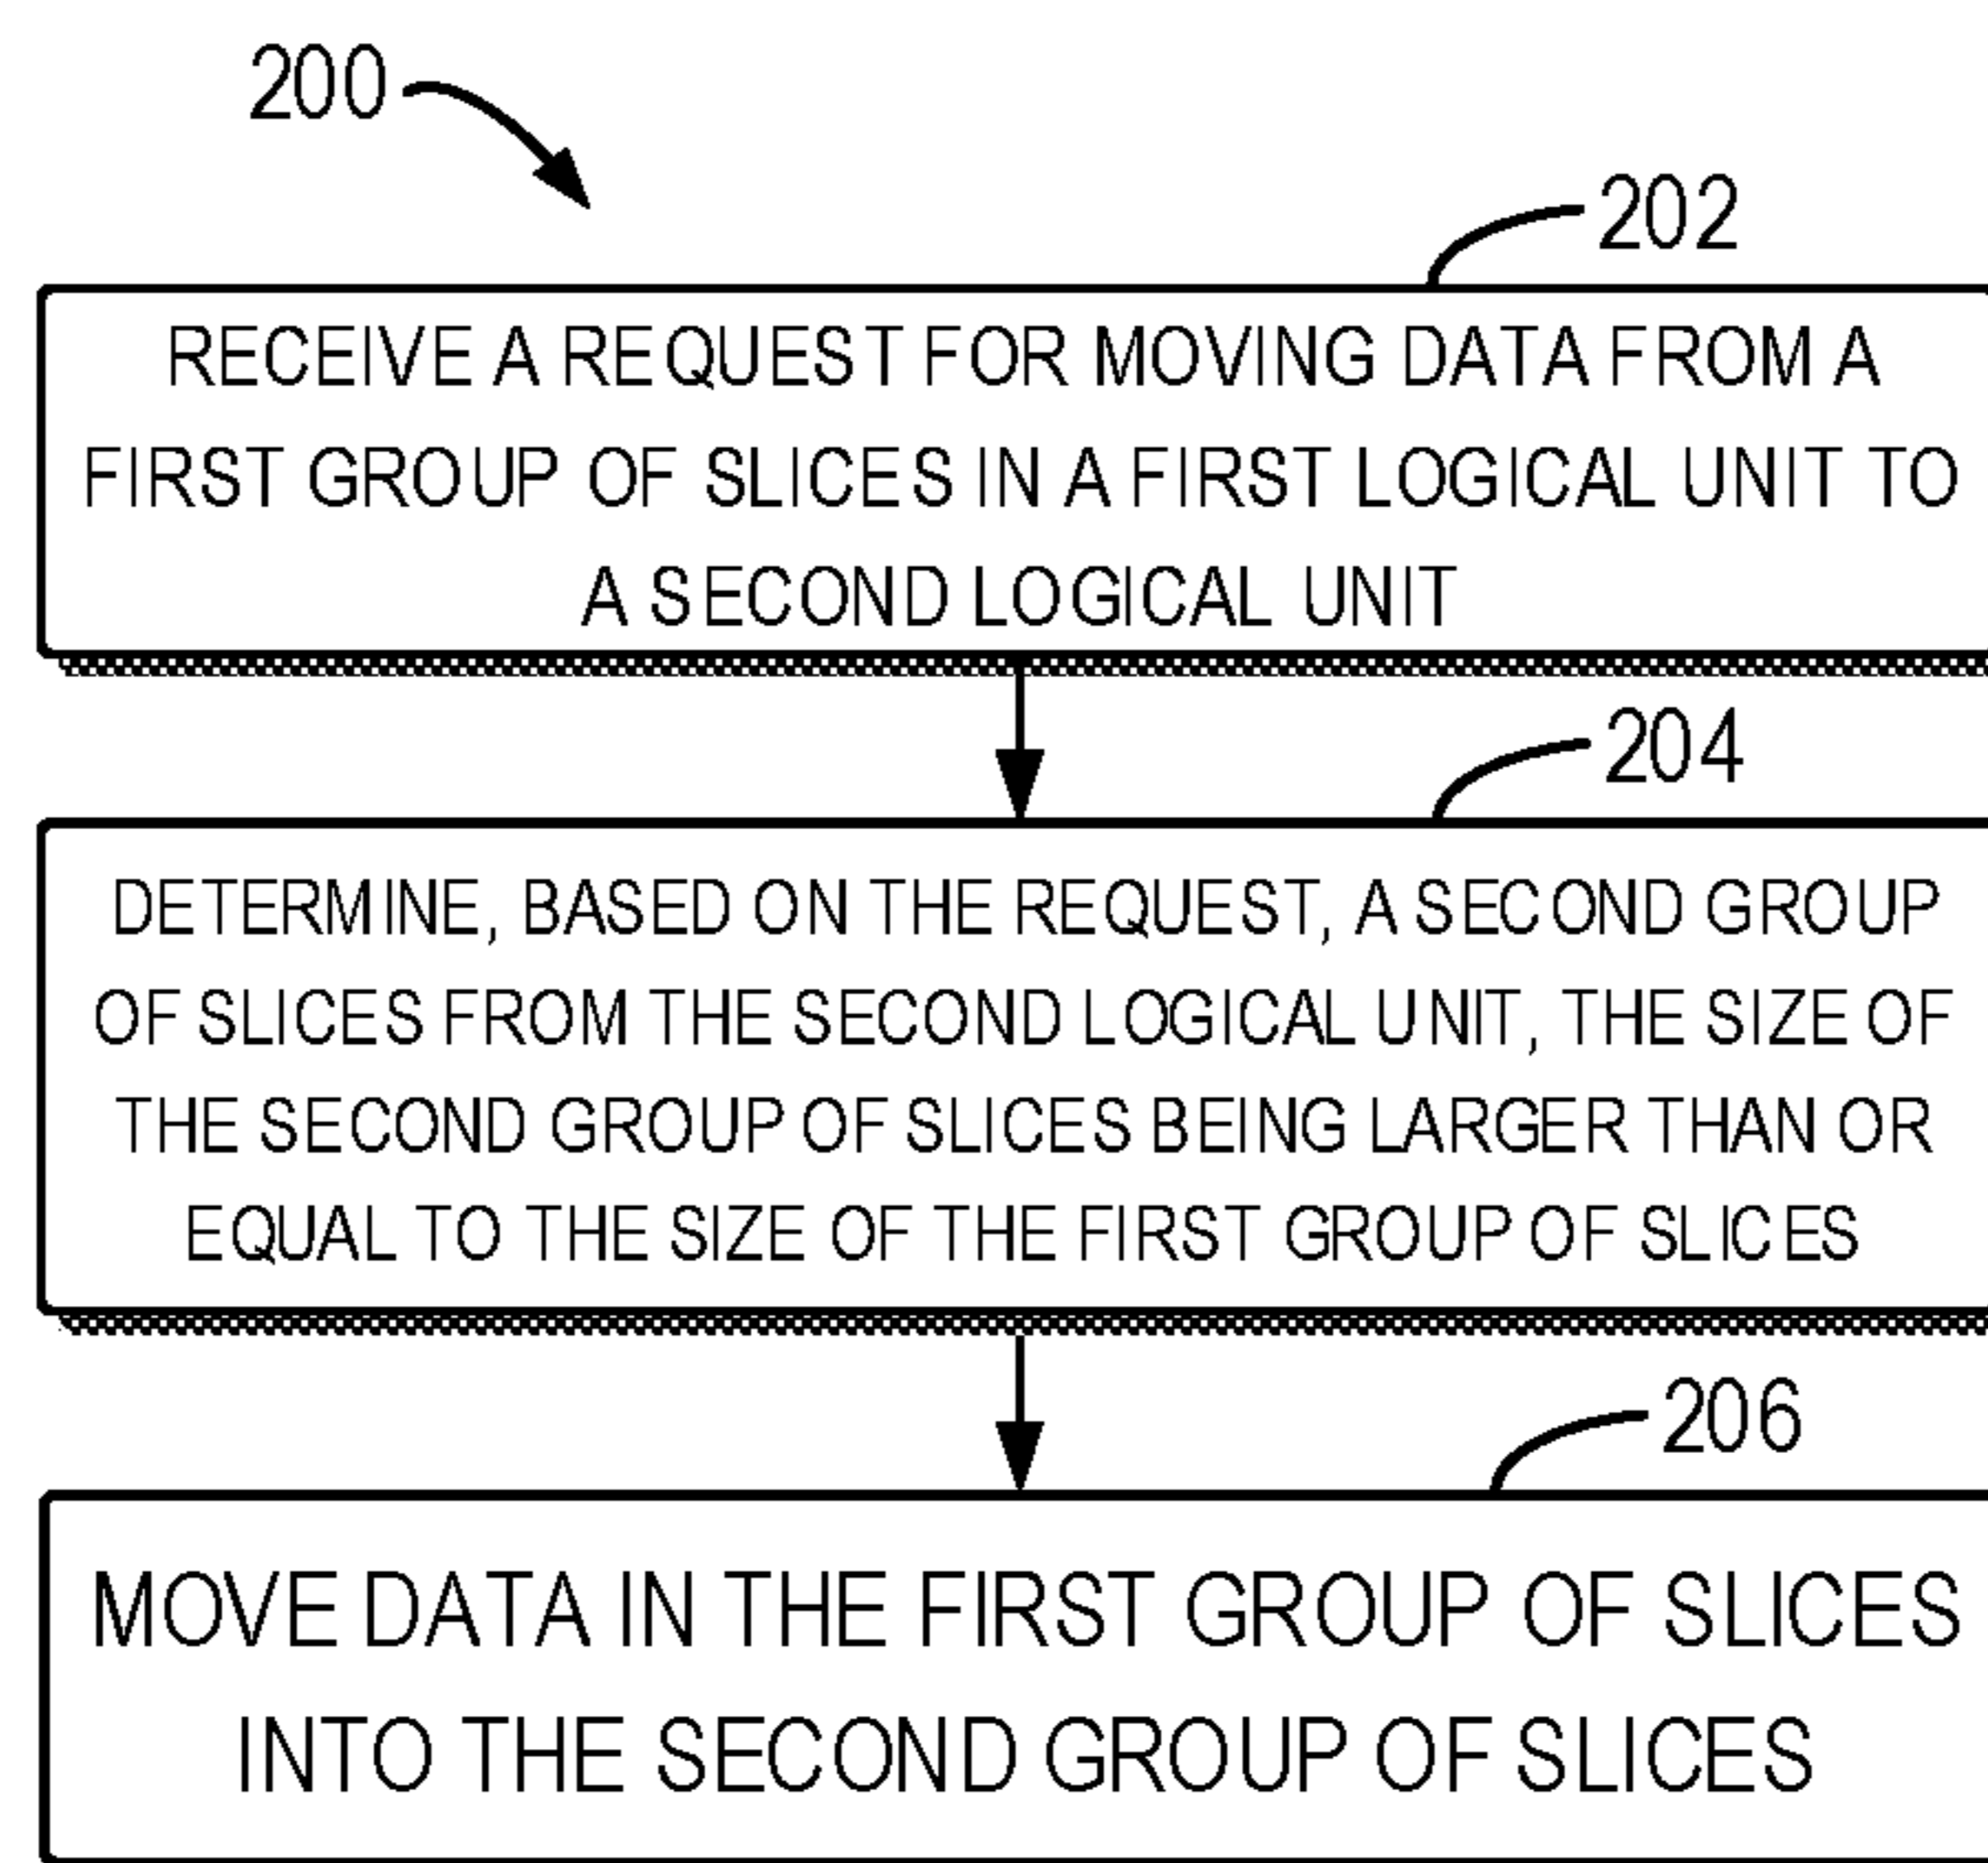 200
202
RECEIVE A REQUEST FOR MOVING DATA FROM A
FIRST GROUP OF SLICES IN A FIRST LOGICAL UNIT TO
A SECOND LOGICAL UNIT
204
DETERMINE, BASED ON THE REQUEST, A SECOND GROUP
OF SLICES FROM THE SECOND LOGICAL UNIT, THE SIZE OF
THE SECOND GROUP OF SLICES BEING LARGER THAN OR
EQUAL TO THE SIZE OF THE FIRST GROUP OF SLICES
206
MOVE DATA IN THE FIRST GROUP OF SLICES
INTO THE SECOND GROUP OF SLICES